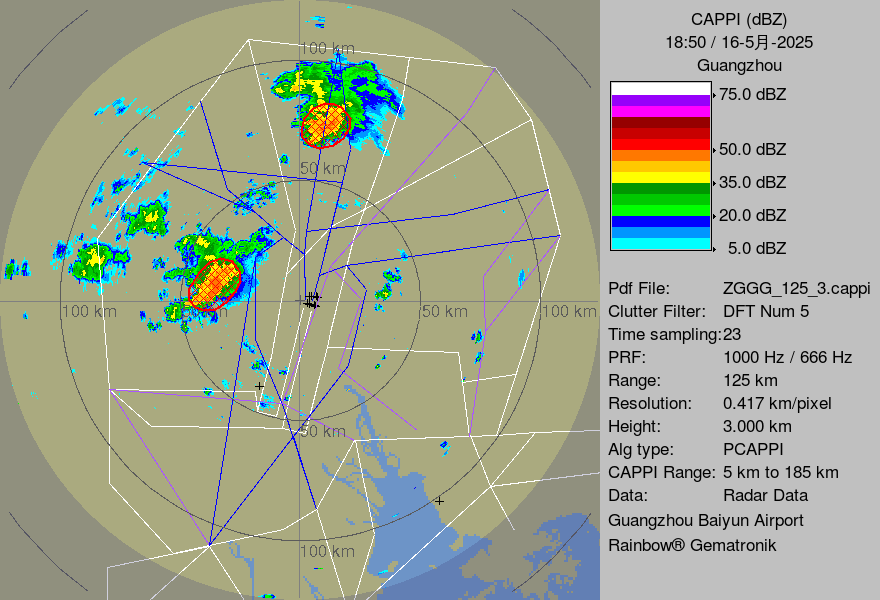 CAPPI (dBZ)
18:50 / 16-5月-2025
Guangzhou
75.0 dBZ
50.0 dBZ
35.0 dBZ
20.0 dBZ
5.0 dBZ
Pdf File: ZGGG_125_3.cappi
Clutter Filter: DFT Num 5
Time sampling:23
PRF: 1000 Hz / 666 Hz
Range: 125 km
Resolution: 0.417 km/pixel
Height: 3.000 km
Alg type: PCAPPI
CAPPI Range: 5 km to 185 km
Data: Radar Data
Guangzhou Baiyun Airport
Rainbow® Gematronik
100 km
50 km
100 km
50 km
100 km
50 km
100 km